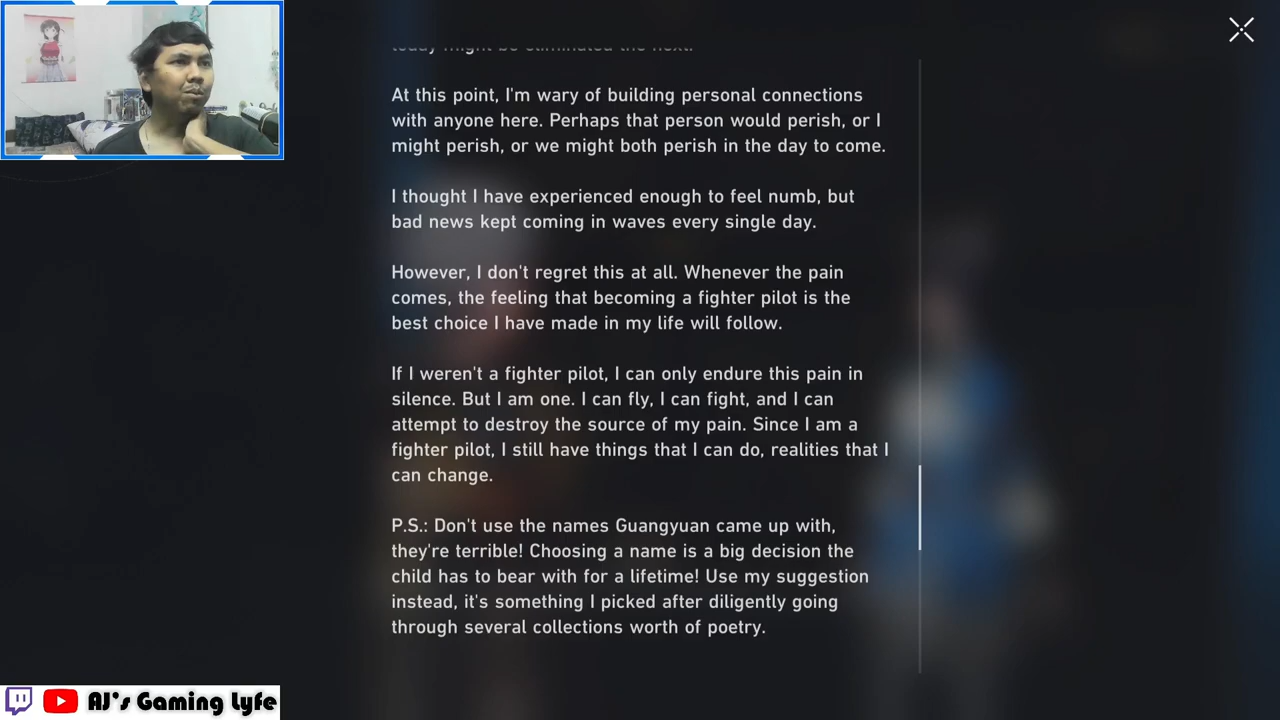 today might be eliminated the next.
At this point, I'm wary of building personal connections
with anyone here. Perhaps that person would perish, or I
might perish, or we might both perish in the day to come.
I thought I have experienced enough to feel numb, but
bad news kept coming in waves every single day.
However, I don't regret this at all. Whenever the pain
comes, the feeling that becoming a fighter pilot is the
best choice I have made in my life will follow.
If I weren't a fighter pilot, I can only endure this pain in
silence. But I am one. I can fly, I can fight, and I can
attempt to destroy the source of my pain. Since I am a
fighter pilot, I still have things that I can do, realities that I
can change.
P.S.: Don't use the names Guangyuan came up with,
they're terrible! Choosing a name is a big decision the
child has to bear with for a lifetime! Use my suggestion
instead, it's something I picked after diligently going
through several collections worth of poetry.
AJ's Gaming Lyfe